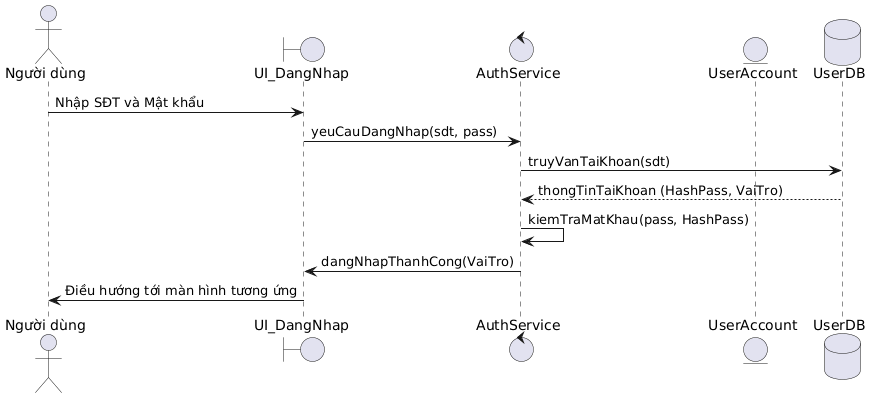 Người dùng
UI_DangNhap
AuthService
UserAccount
UserDB
Nhập SĐT và Mật khẩu
yeuCauDangNhap(sdt, pass)
truyVanTaiKhoan(sdt)
thongTinTaiKhoan (HashPass, VaiTro)
kiemTraMatKhau(pass, HashPass)
dangNhapThanhCong(VaiTro)
Điều hướng tới màn hình tương ứng
Người dùng
UI_DangNhap
AuthService
UserAccount
UserDB